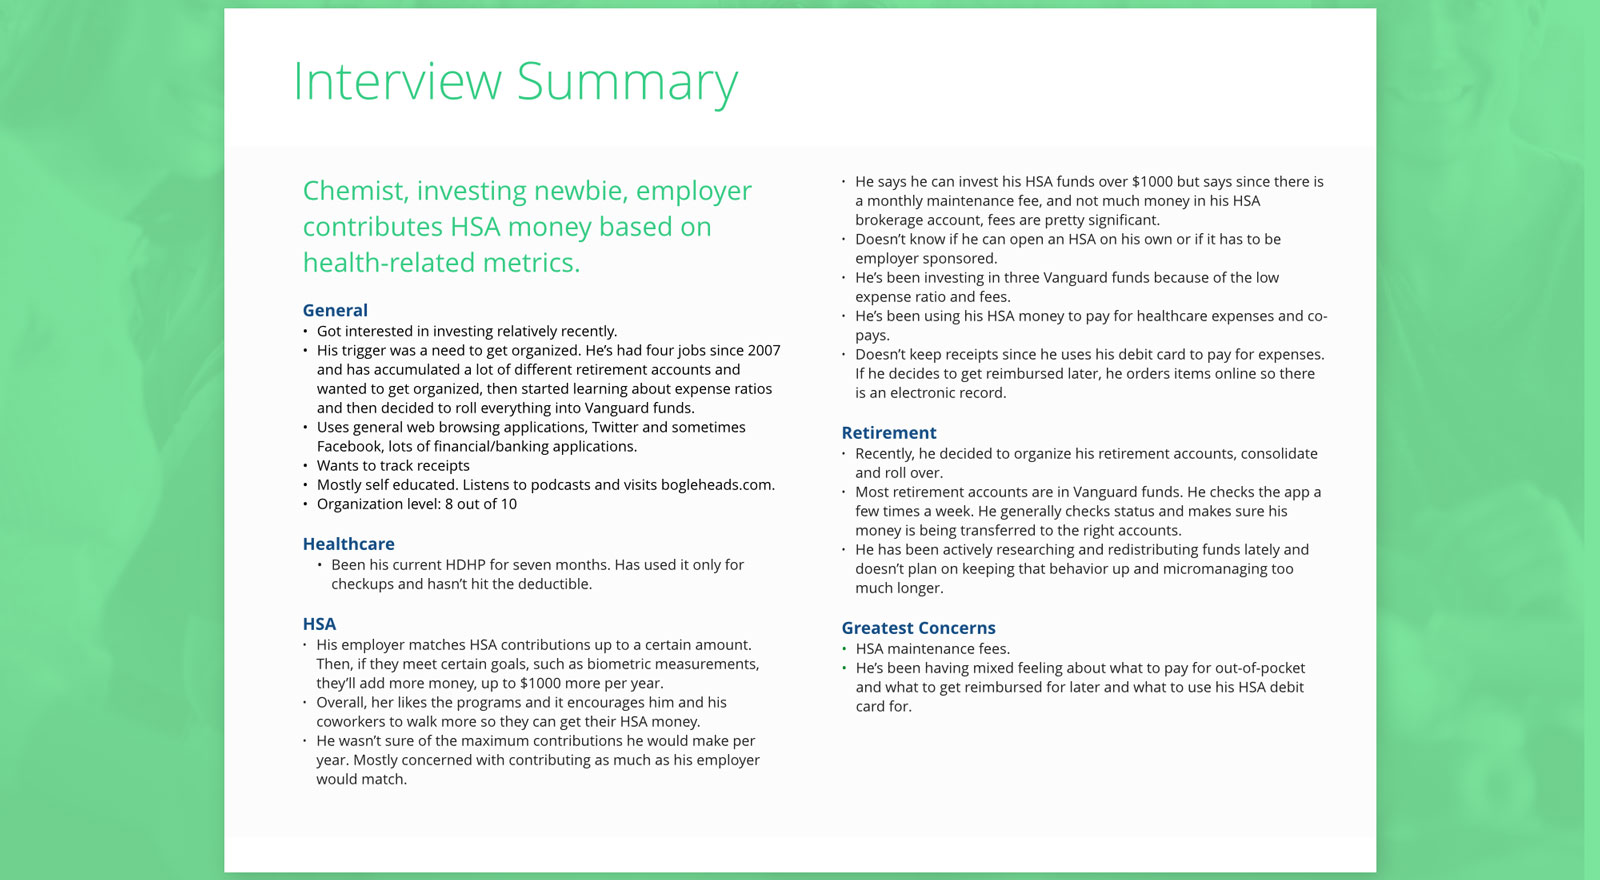 Interview Summary
Chemist, investing newbie, employer
contributes HSA money based on
health-related metrics.
General
• Got interested in investing relatively recently.
• His trigger was a need to get organized. He’s had four jobs since 2007
and has accumulated a lot of different retirement accounts and
wanted to get organized, then started learning about expense ratios
and then decided to roll everything into Vanguard funds.
• Uses general web browsing applications, Twitter and sometimes
Facebook, lots of financial/banking applications.
• Wants to track receipts
• Mostly self educated. Listens to podcasts and visits bogleheads.com.
• Organization level: 8 out of 10
Healthcare
• Been his current HDHP for seven months. Has used it only for
checkups and hasn’t hit the deductible.
HSA
• His employer matches HSA contributions up to a certain amount.
Then, if they meet certain goals, such as biometric measurements,
they’ll add more money, up to $1000 more per year.
• Overall, her likes the programs and it encourages him and his
coworkers to walk more so they can get their HSA money.
• He wasn’t sure of the maximum contributions he would make per
year. Mostly concerned with contributing as much as his employer
would match.
• He says he can invest his HSA funds over $1000 but says since there is
a monthly maintenance fee, and not much money in his HSA
brokerage account, fees are pretty significant.
• Doesn’t know if he can open an HSA on his own or if it has to be
employer sponsored.
• He’s been investing in three Vanguard funds because of the low
expense ratio and fees.
• He’s been using his HSA money to pay for healthcare expenses and co-
pays.
• Doesn’t keep receipts since he uses his debit card to pay for expenses.
If he decides to get reimbursed later, he orders items online so there
is an electronic record.
Retirement
• Recently, he decided to organize his retirement accounts, consolidate
and roll over.
• Most retirement accounts are in Vanguard funds. He checks the app a
few times a week. He generally checks status and makes sure his
money is being transferred to the right accounts.
• He has been actively researching and redistributing funds lately and
doesn’t plan on keeping that behavior up and micromanaging too
much longer.
Greatest Concerns
• HSA maintenance fees.
• He’s been having mixed feeling about what to pay for out-of-pocket
and what to get reimbursed for later and what to use his HSA debit
card for.